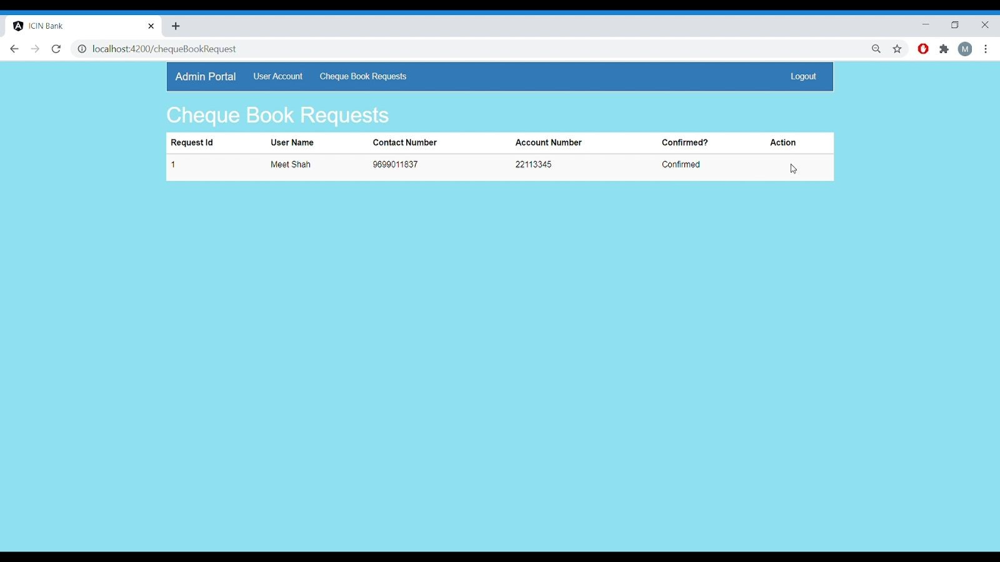 ICIN Bank
localhost:4200/chequeBookRequest
M
Admin Portal User Account Cheque Book Requests Logout
Cheque Book Requests
Request Id User Name Contact Number Account Number Confirmed? Action
1 Meet Shah 9699011837 22113345 Confirmed